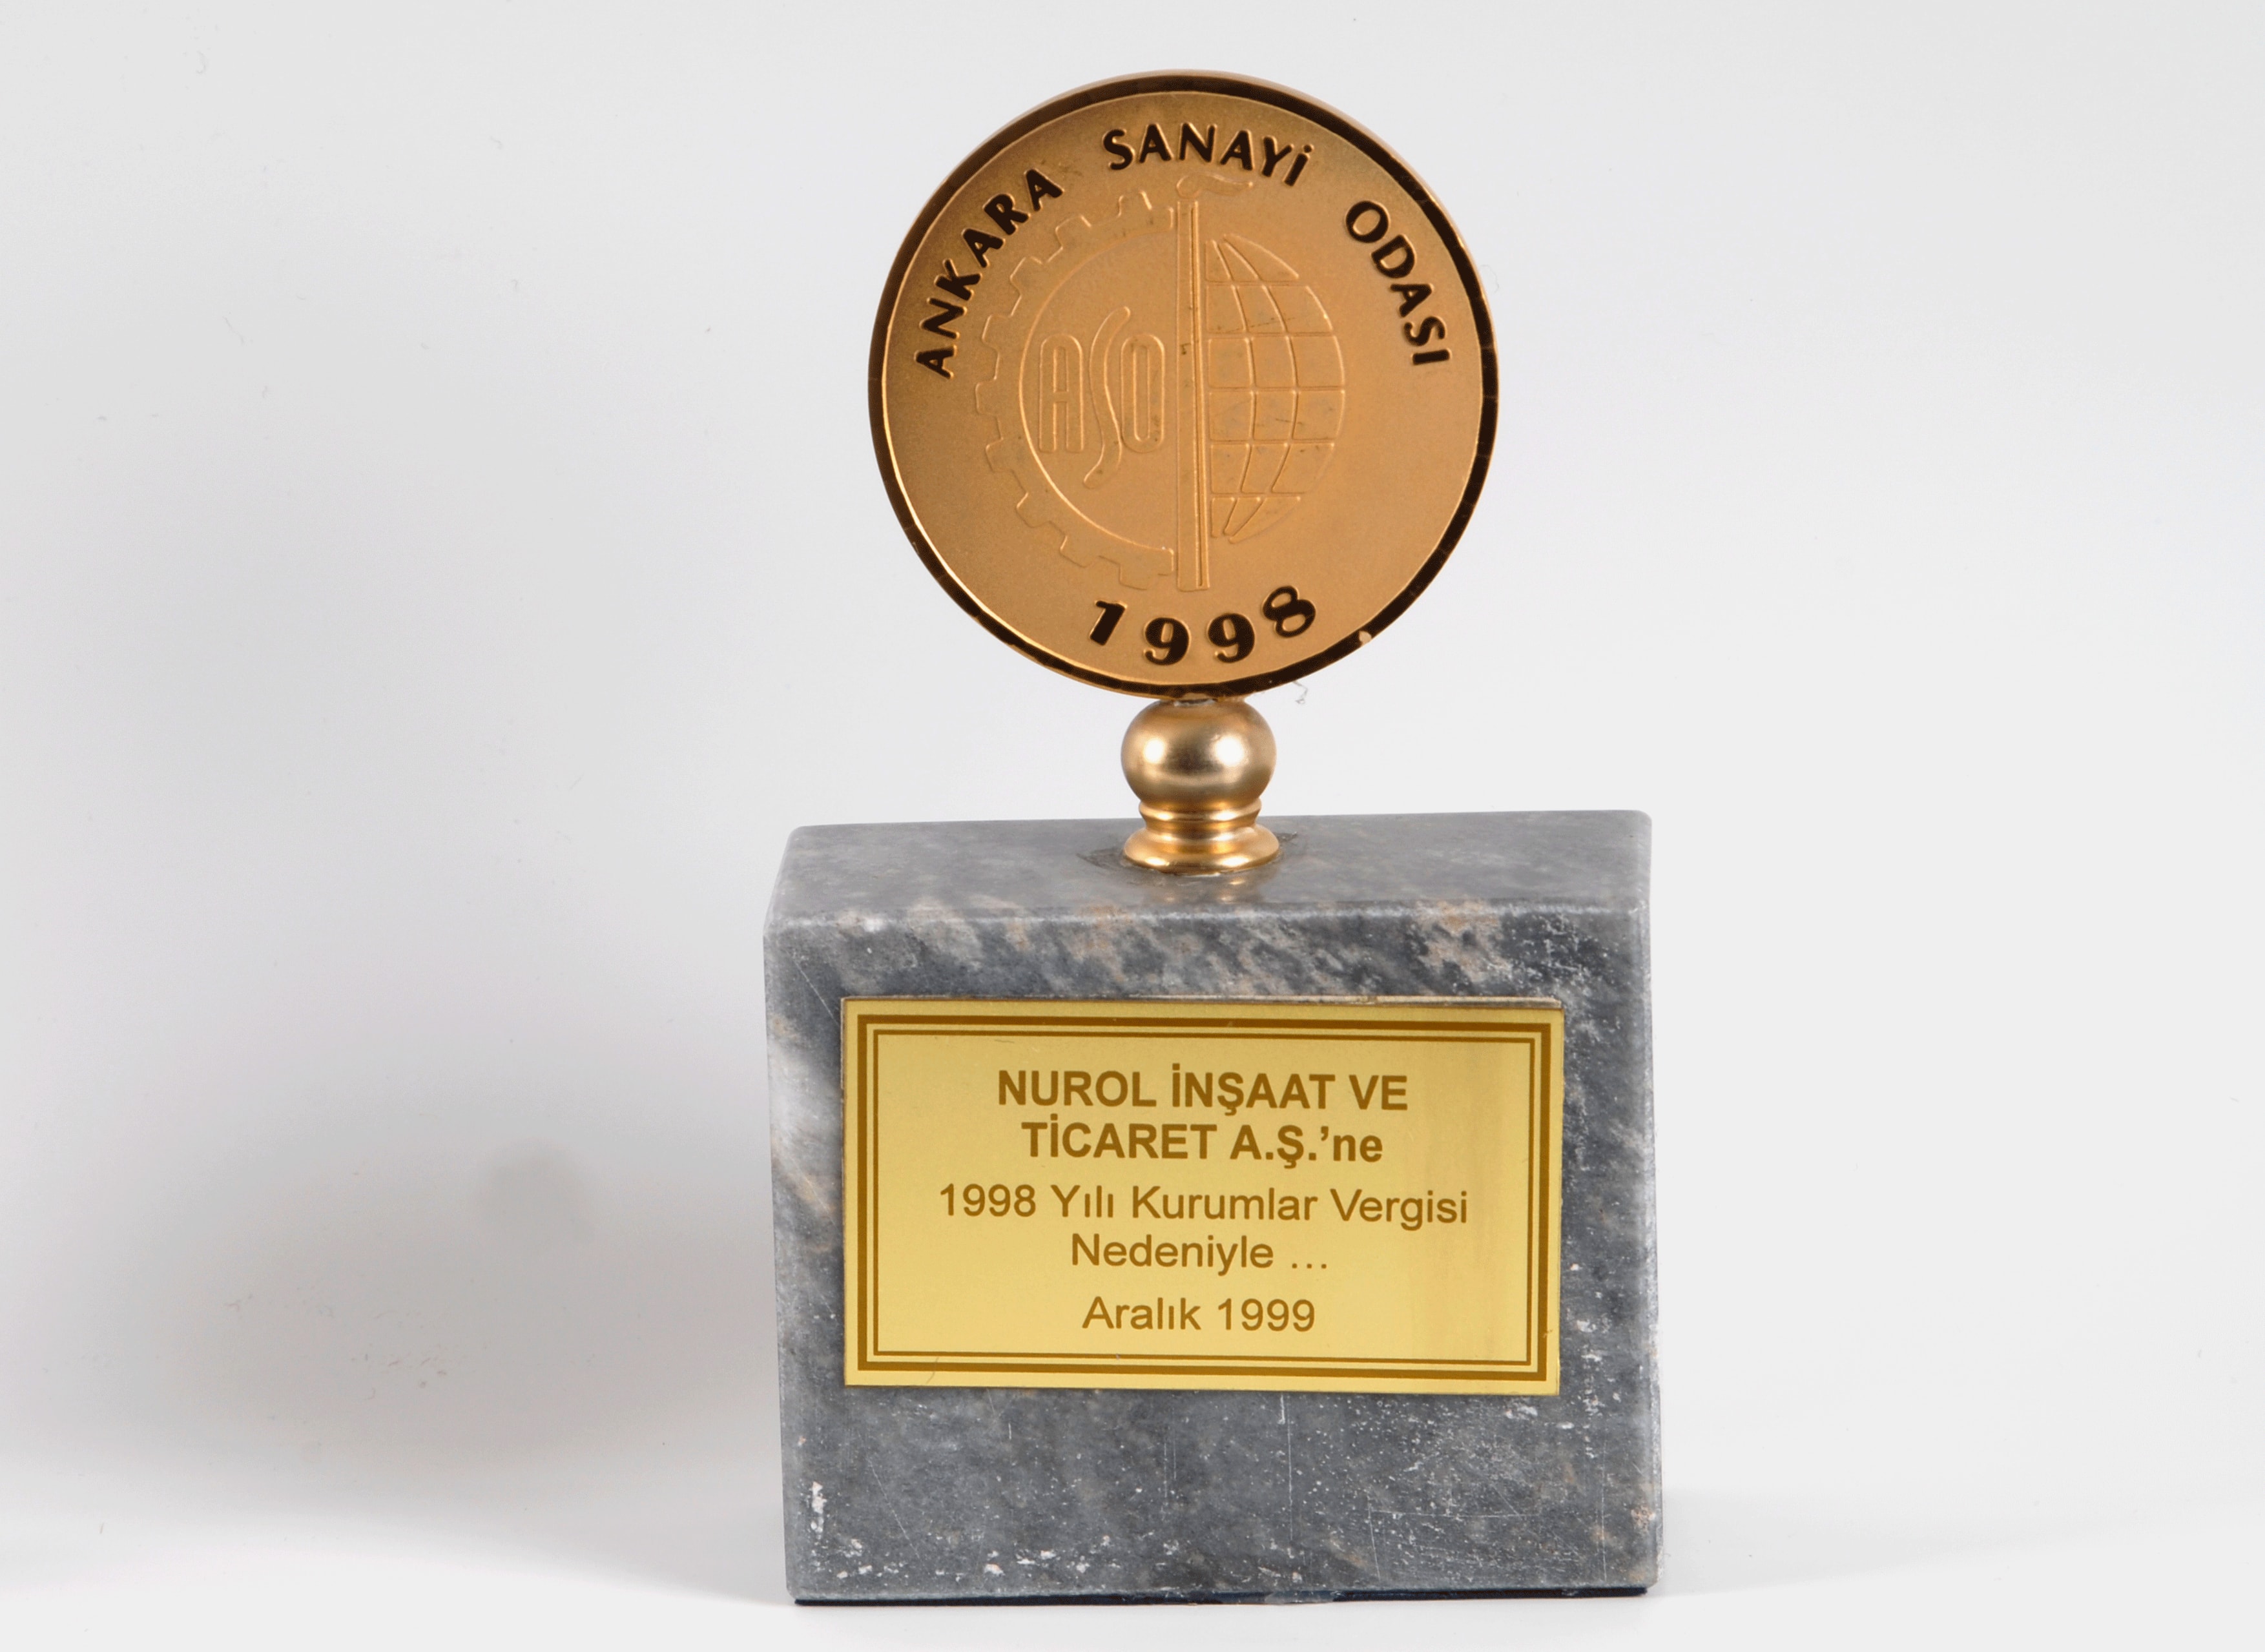 ANKARA SANAYİ ODASI
ASO
1998
NUROL İNŞAAT VE
TİCARET A.Ş.’ne
1998 Yılı Kurumlar Vergisi
Nedeniyle ...
Aralık 1999